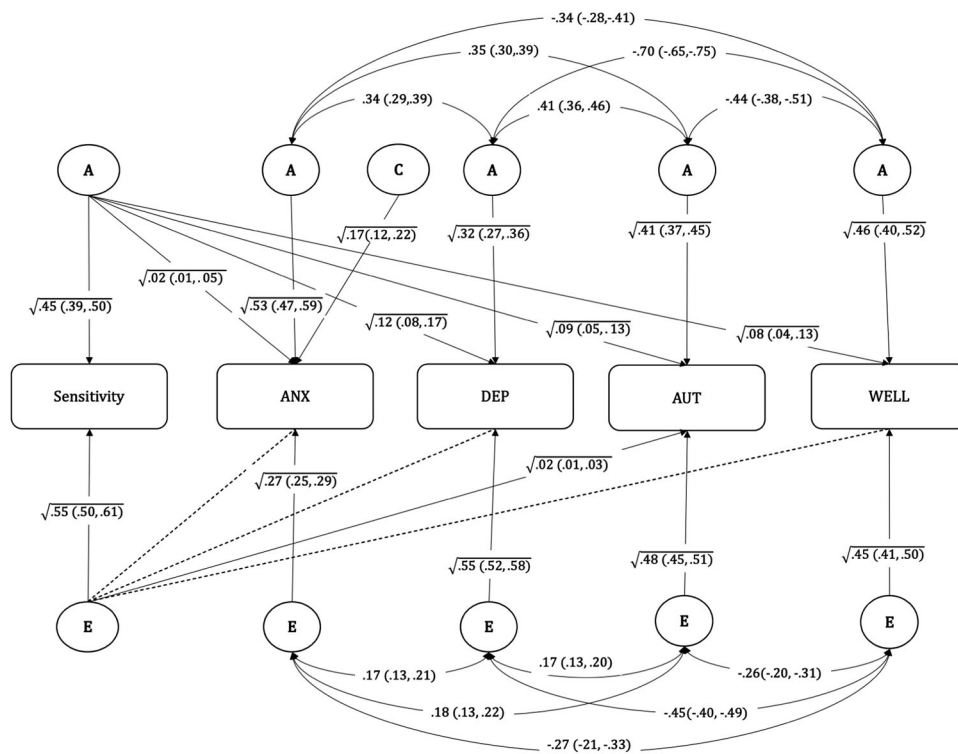 -.34 (-.28,-.41)
.35 (.30,.39)
-.70 (-.65,-.75)
.34 (.29,.39)
.41 (.36, .46)
-.44 (-.38, -.51)
A
A
C
A
A
A
√.17(.12,.22)
√.32 (.27,.36)
√.41 (.37,.45)
√.46 (.40,.52)
√.02 (.01, .05)
√.45 (.39,.50)
√.53 (.47,.59)
√.12 (.08,.17)
√.09 (.05,.13)
√.08 (.04,.13)
Sensitivity
ANX
DEP
AUT
WELL
√.02 (.01,.03)
√.27 (.25,.29)
√.55 (.50,.61)
√.55 (.52,.58)
√.48 (.45,.51)
√.45 (.41,.50)
E
E
E
E
E
.17 (.13,.21)
.17 (.13,.20)
-.26(-.20, -.31)
.18 (.13,.22)
-.45(-.40, -.49)
-.27 (-21, -.33)